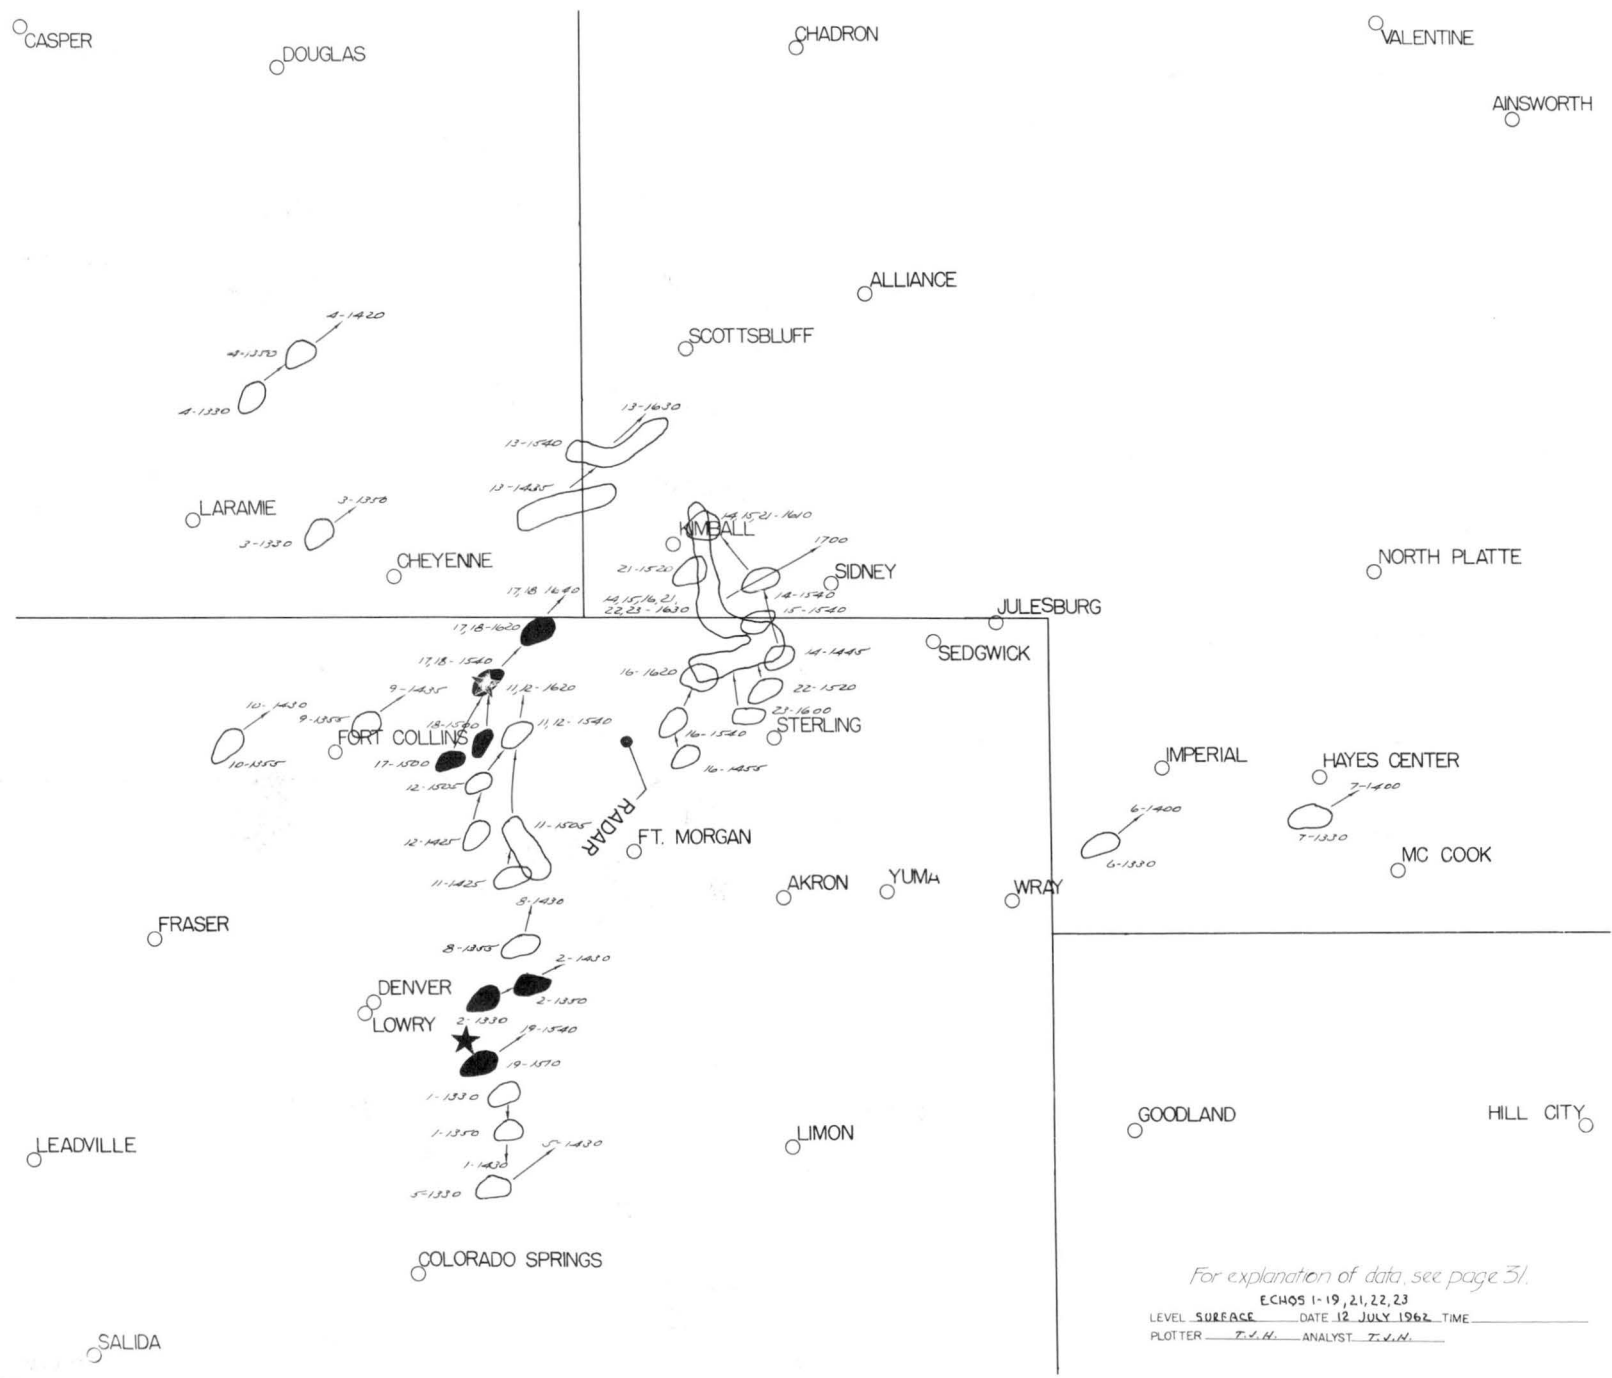 CASPER
DOUGLAS
CHADRON
VALENTINE
AINSWORTH
ALLIANCE
4-1420
SCOTTSBLUFF
4-1350
4-1330
13-1630
13-1540
13-1435
3-1350
LARAMIE
3-1330
14,15,21-1610
KIMBALL
1700
CHEYENNE
21-1520
SIDNEY
NORTH PLATTE
17,18-1640
14,15,16,21,
22,23-1630
14-1540
15-1540
JULESBURG
17,18-1620
SEDGWICK
17,18-1540
14-1445
16-1620
22-1520
9-1435
11,12-1620
10-1430
9-1355
23-1600
18-1500
11,12-1540
STERLING
FORT COLLINS
16-1540
10-1355
17-1500
16-1455
IMPERIAL
HAYES CENTER
12-1505
7-1400
6-1400
RADAR
11-1505
12-1425
FT. MORGAN
7-1330
6-1330
MC COOK
11-1425
AKRON
YUMA
WRAY
8-1430
FRASER
8-1355
2-1430
DENVER
2-1350
LOWRY
2-1330
19-1540
19-1510
1-1330
GOODLAND
HILL CITY
1-1350
LIMON
5-1430
LEADVILLE
1-1430
5-1330
COLORADO SPRINGS
For explanation of data, see page 31.
ECHOS 1-19, 21, 22, 23
LEVEL SURFACE DATE 12 JULY 1962 TIME
PLOTTER T.J.H. ANALYST T.J.H.
SALIDA